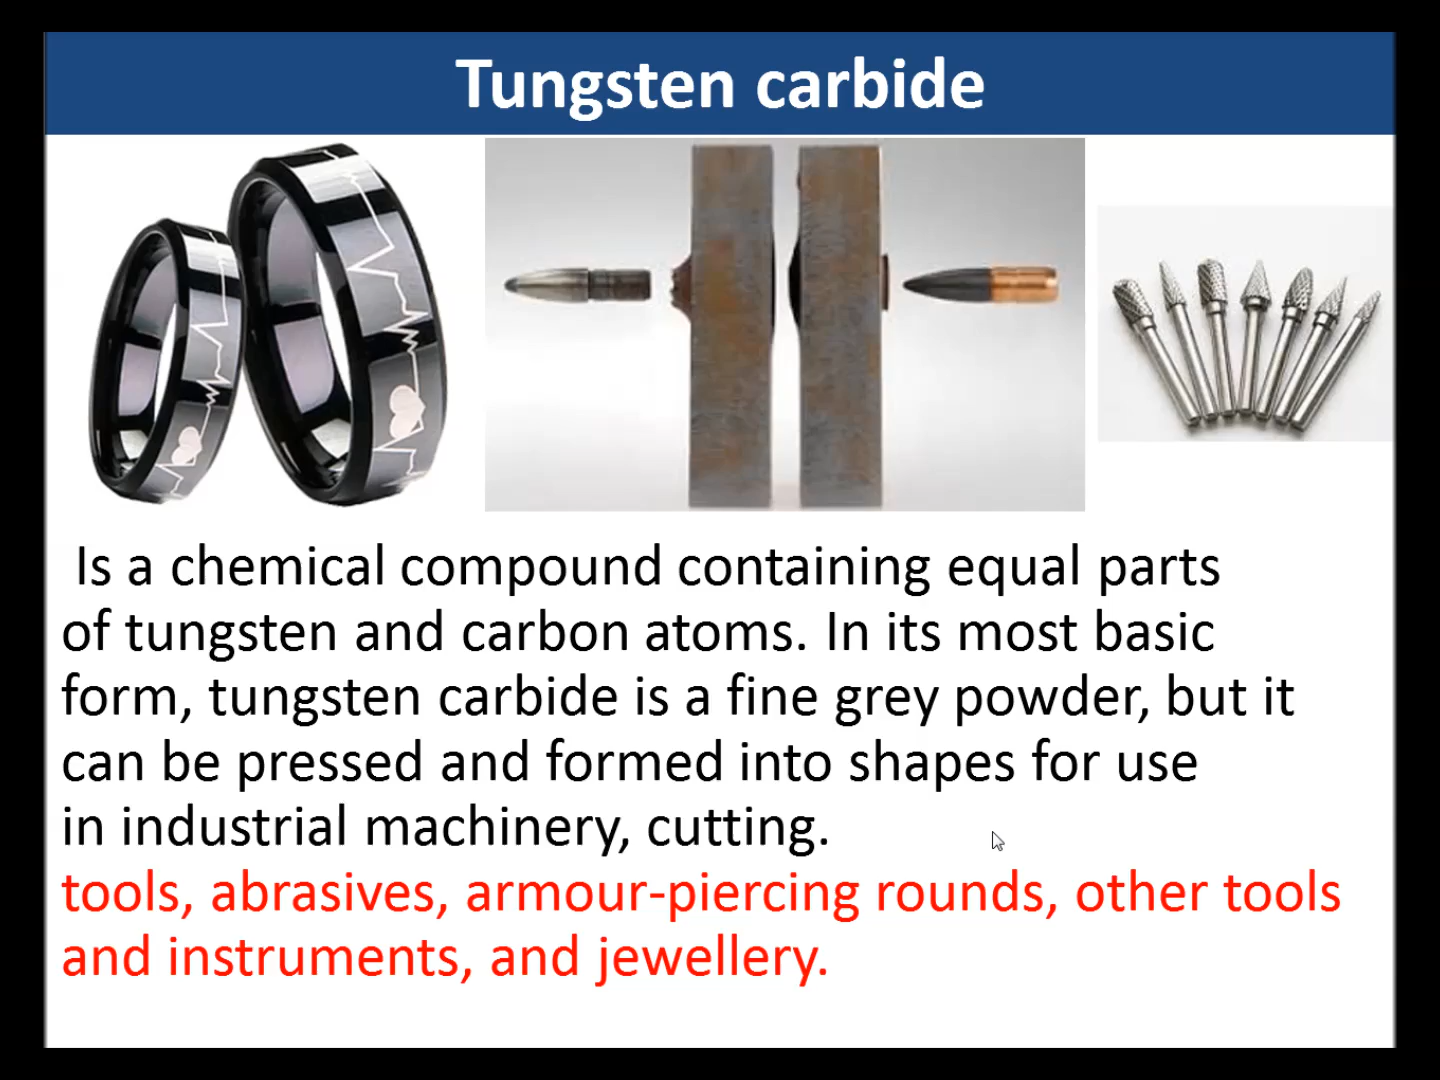 Tungsten carbide
Is a chemical compound containing equal parts
of tungsten and carbon atoms. In its most basic
form, tungsten carbide is a fine grey powder, but it
can be pressed and formed into shapes for use
in industrial machinery, cutting.
tools, abrasives, armour-piercing rounds, other tools
and instruments, and jewellery.